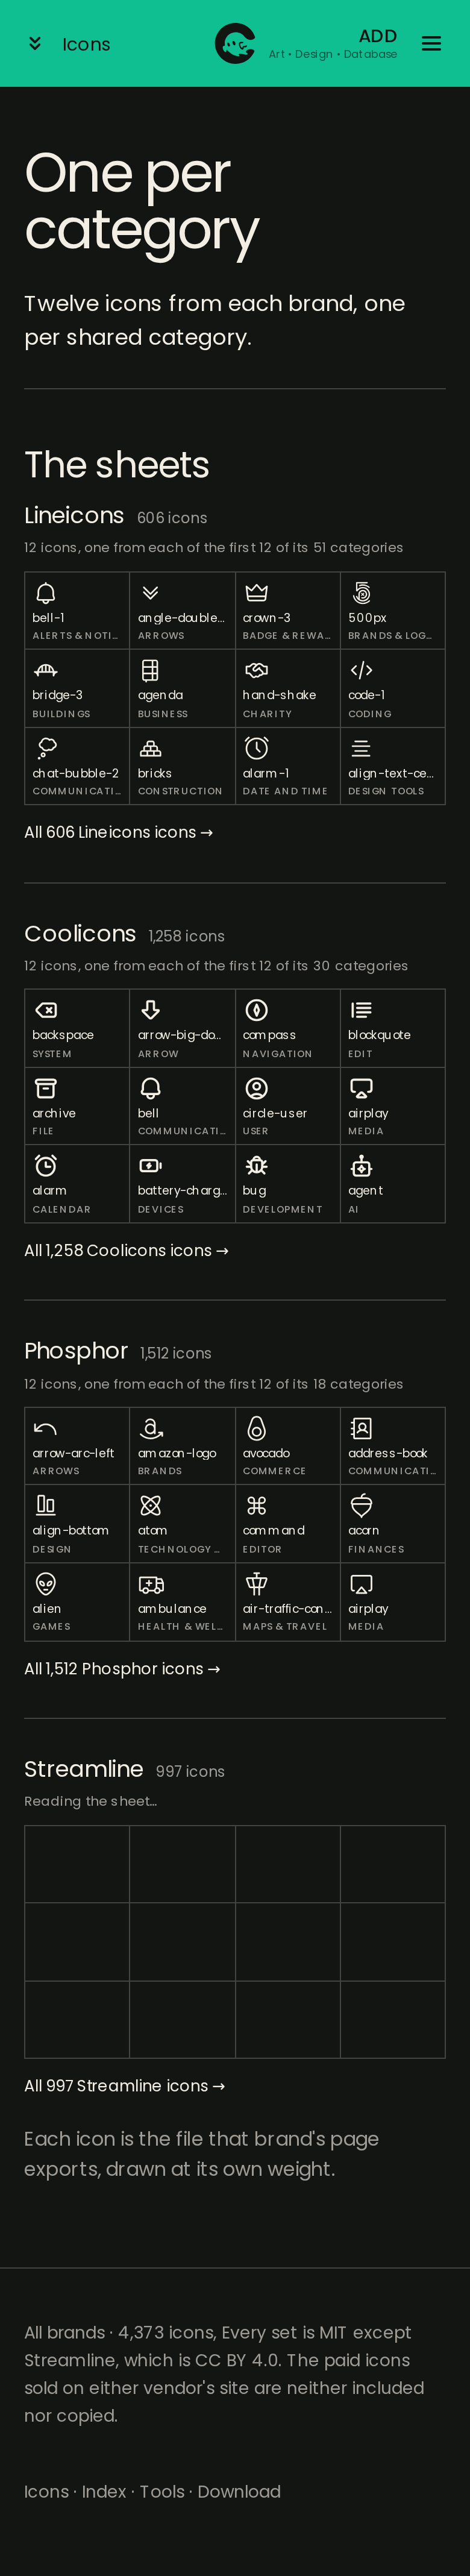 Icons
ADD
Art • Design • Database
One per
category
Twelve icons from each brand, one
per shared category.
The sheets
Lineicons 606 icons
12 icons, one from each of the first 12 of its 51 categories
bell-1 angle-double... crown-3 500px
ALERTS & NOTI... ARROWS BADGE & REWA... BRANDS & LOG...
bridge-3 agenda hand-shake code-1
BUILDINGS BUSINESS CHARITY CODING
chat-bubble-2 bricks alarm-1 align-text-ce...
COMMUNICATI... CONSTRUCTION DATE AND TIME DESIGN TOOLS
All 606 Lineicons icons →
Coolicons 1,258 icons
12 icons, one from each of the first 12 of its 30 categories
backspace arrow-big-do... compass blockquote
SYSTEM ARROW NAVIGATION EDIT
archive bell circle-user airplay
FILE COMMUNICATI... USER MEDIA
alarm battery-charg... bug agent
CALENDAR DEVICES DEVELOPMENT AI
All 1,258 Coolicons icons →
Phosphor 1,512 icons
12 icons, one from each of the first 12 of its 18 categories
arrow-arc-left amazon-logo avocado address-book
ARROWS BRANDS COMMERCE COMMUNICATI...
align-bottom atom command acorn
DESIGN TECHNOLOGY ... EDITOR FINANCES
alien ambulance air-traffic-con... airplay
GAMES HEALTH & WEL... MAPS & TRAVEL MEDIA
All 1,512 Phosphor icons →
Streamline 997 icons
Reading the sheet...
All 997 Streamline icons →
Each icon is the file that brand's page
exports, drawn at its own weight.
All brands · 4,373 icons, Every set is MIT except
Streamline, which is CC BY 4.0. The paid icons
sold on either vendor's site are neither included
nor copied.
Icons · Index · Tools · Download